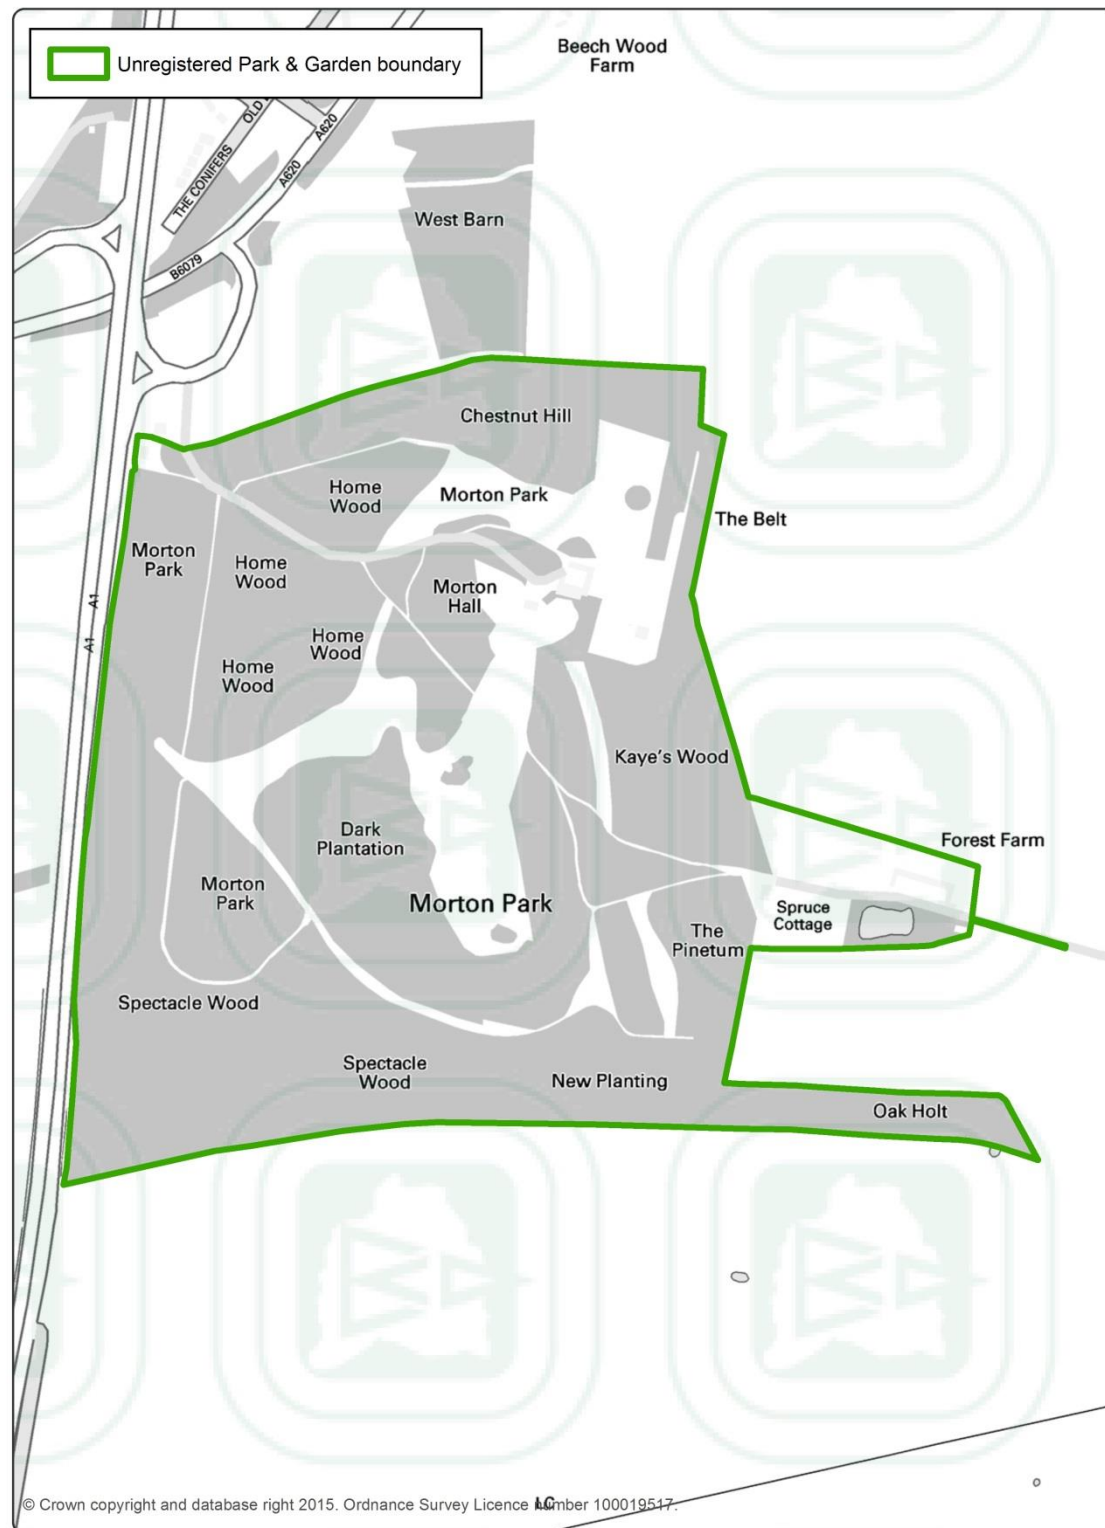 Unregistered Park & Garden boundary
Beech Wood
Farm
OLD
A620
THE CONIFERS
A620
West Barn
B6079
Chestnut Hill
Home
Wood
Morton Park
The Belt
Morton
Park
Home
Wood
Morton
Hall
A1
A1
Home
Wood
Home
Wood
Kaye's Wood
Dark
Plantation
Forest Farm
Morton
Park
Morton Park
Spruce
Cottage
The
Pinetum
Spectacle Wood
Spectacle
Wood
New Planting
Oak Holt
LC
© Crown copyright and database right 2015. Ordnance Survey Licence number 100019517.